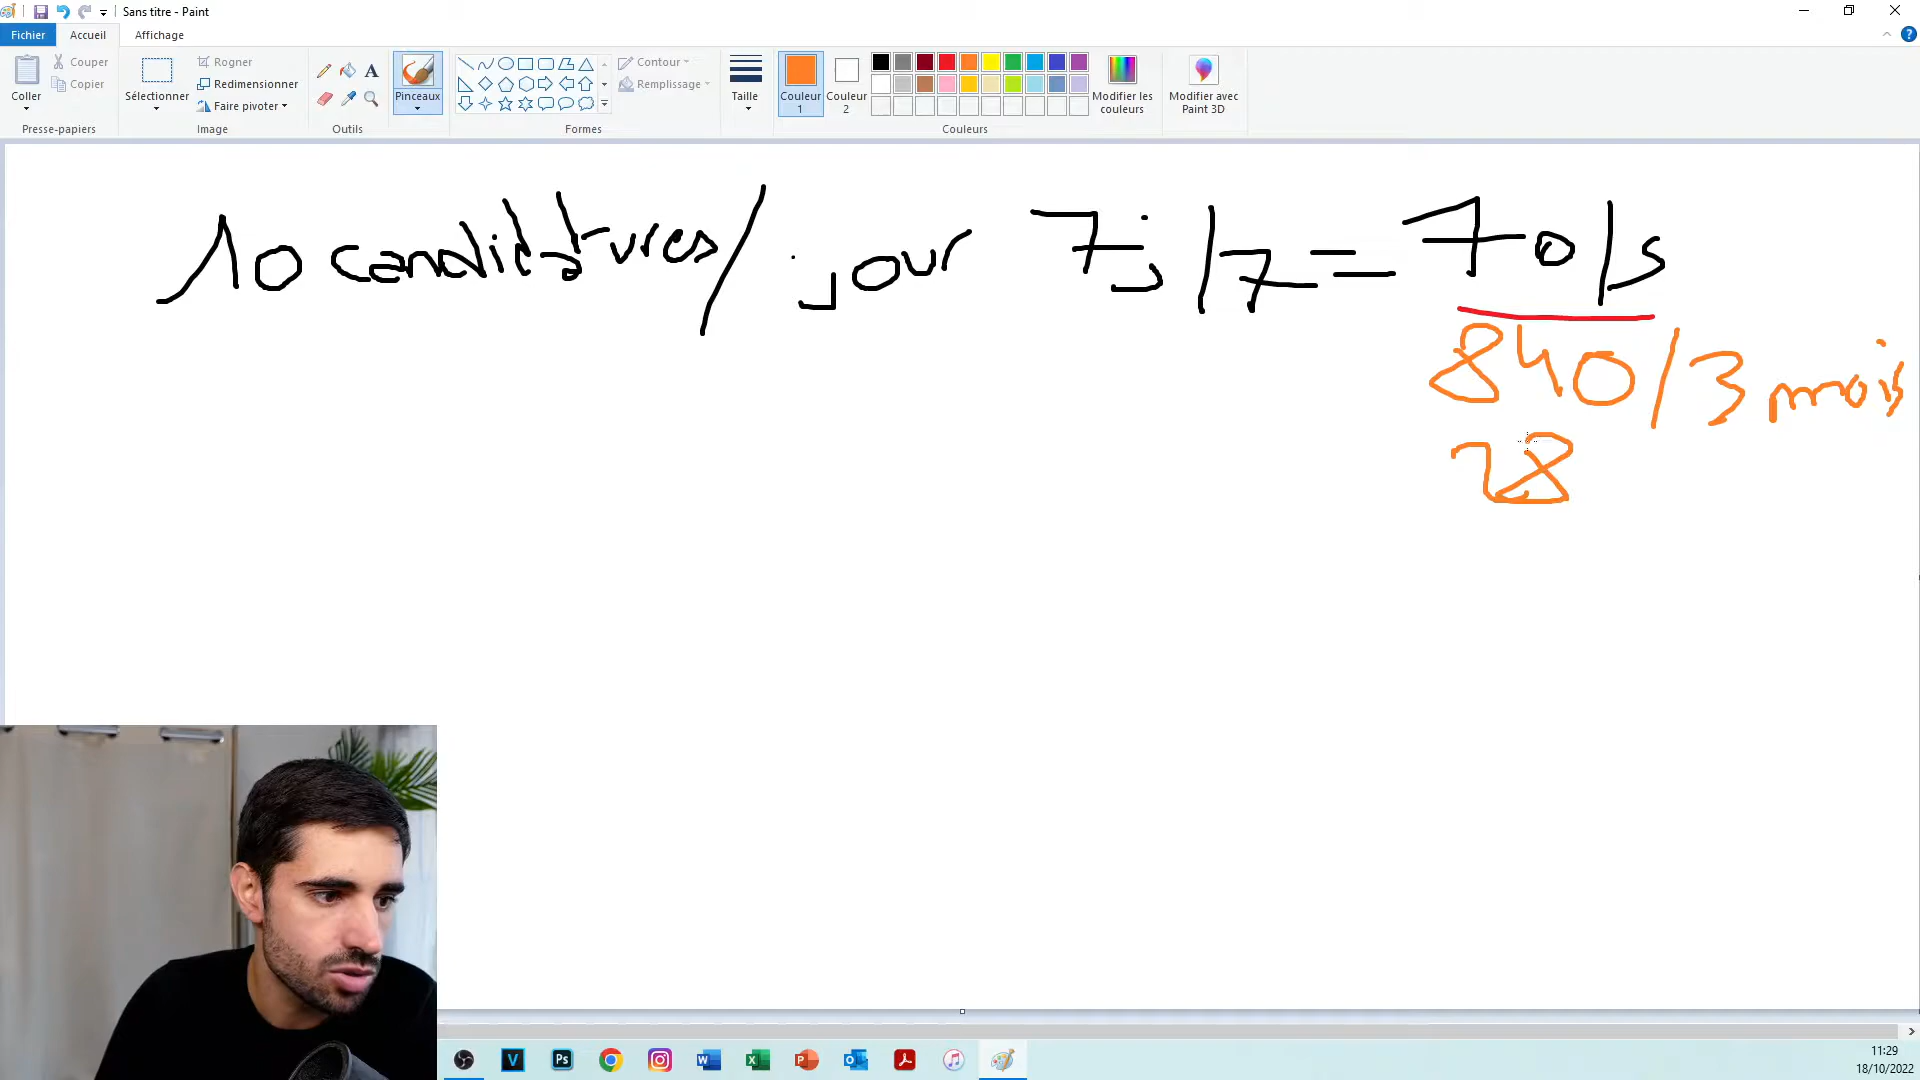 Sans titre - Paint
Fichier Accueil Affichage
Coller
Couper
Copier
Presse-papiers
Sélectionner
Rogner
Redimensionner
Faire pivoter
Image
Outils
Pinceaux
Contour
Remplissage
Formes
Taille
Couleur 1
Couleur 2
Couleurs
Modifier les couleurs
Modifier avec Paint 3D
10 candidatures/ jour 7j/7 = 70/s
840/3 mois
28
11:29
18/10/2022